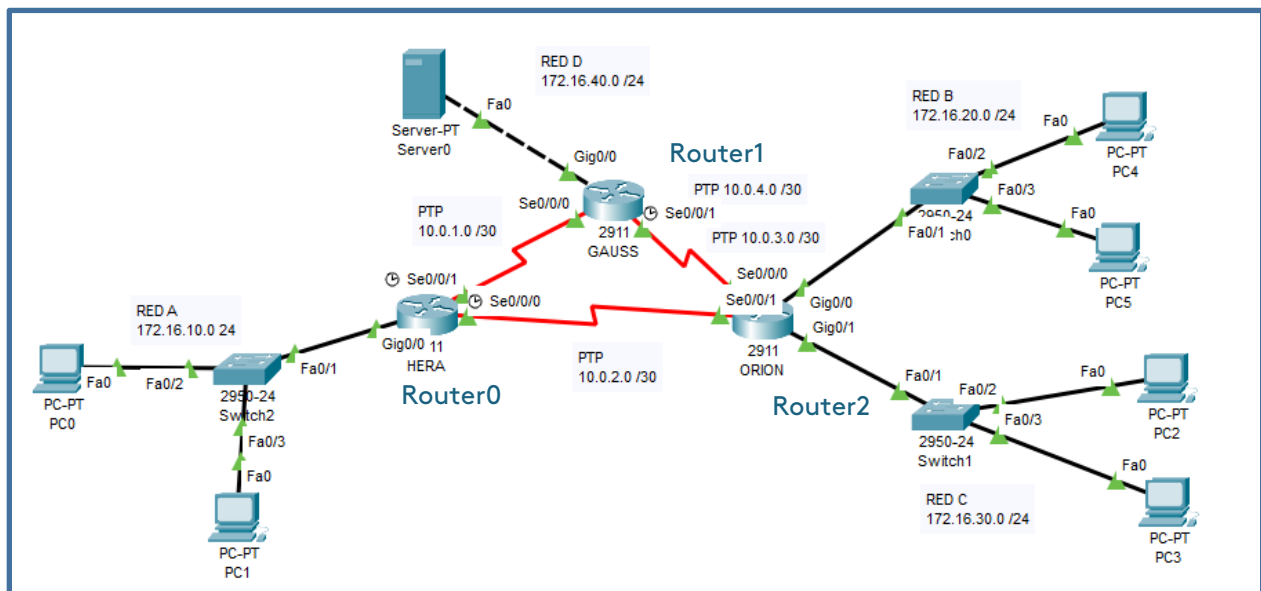 RED D
172.16.40.0 /24
Fa0
Server-PT
Server0
Gig0/0
Router1
RED B
172.16.20.0 /24
Fa0
PC-PT
PC4
Fa0/2
Fa0/3
2950-24
Fa0/1
Fa0
PC-PT
PC5
PTP
10.0.1.0 /30
Se0/0/0
Se0/0/1
2911
GAUSS
PTP 10.0.4.0 /30
PTP 10.0.3.0 /30
Se0/0/0
Se0/0/1
Gig0/0
Gig0/1
2911
ORION
Router2
Se0/0/1
Se0/0/0
Gig0/0
11
HERA
Router0
PTP
10.0.2.0 /30
RED A
172.16.10.0 24
Fa0
PC-PT
PC0
Fa0/2
Fa0/1
2950-24
Switch2
Fa0/3
Fa0
PC-PT
PC1
Fa0/1
Fa0/2
Fa0/3
2950-24
Switch1
Fa0
PC-PT
PC2
Fa0
PC-PT
PC3
RED C
172.16.30.0 /24